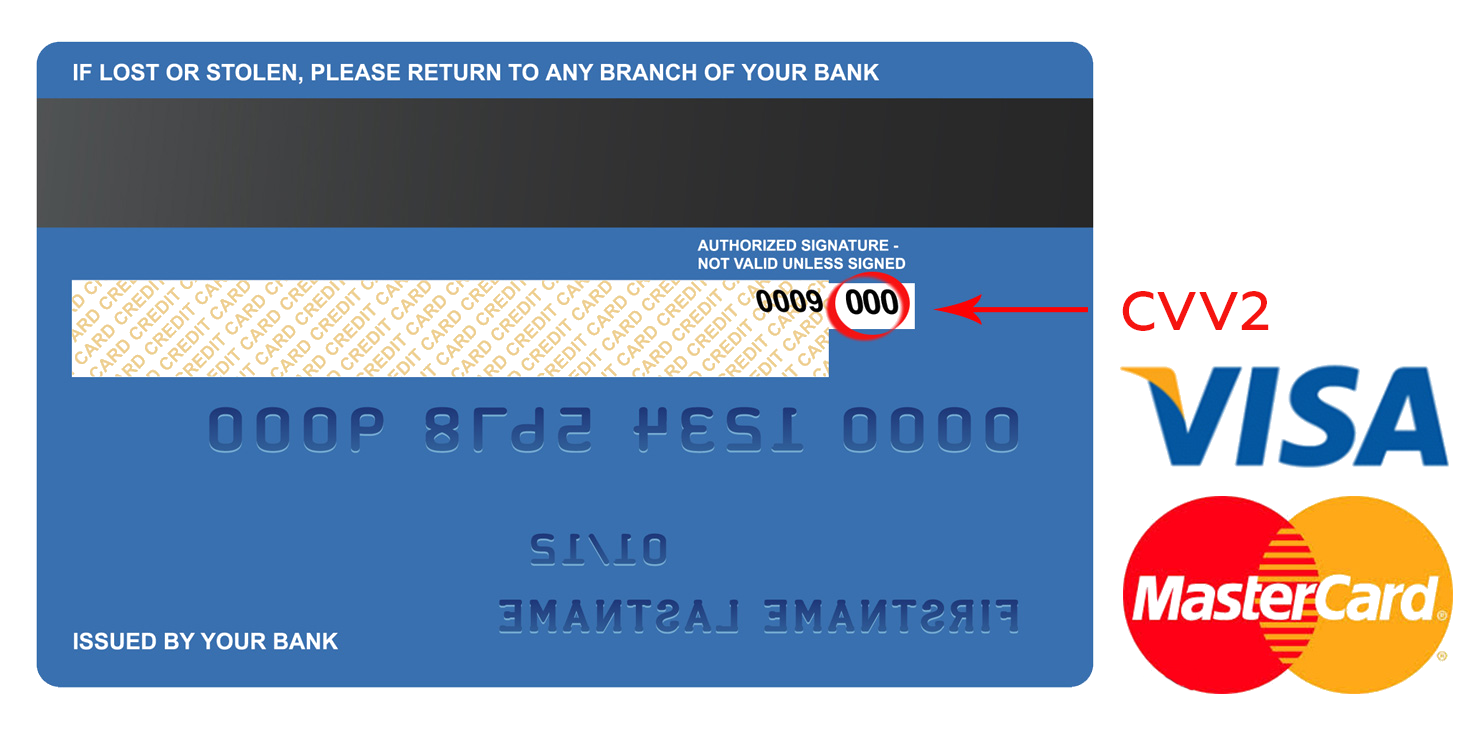 IF LOST OR STOLEN, PLEASE RETURN TO ANY BRANCH OF YOUR BANK
AUTHORIZED SIGNATURE -
NOT VALID UNLESS SIGNED
0009 000
CVV2
VISA
0000 1234 5678 9000
01/12
FIRSTNAME LASTNAME
MasterCard®
®
ISSUED BY YOUR BANK